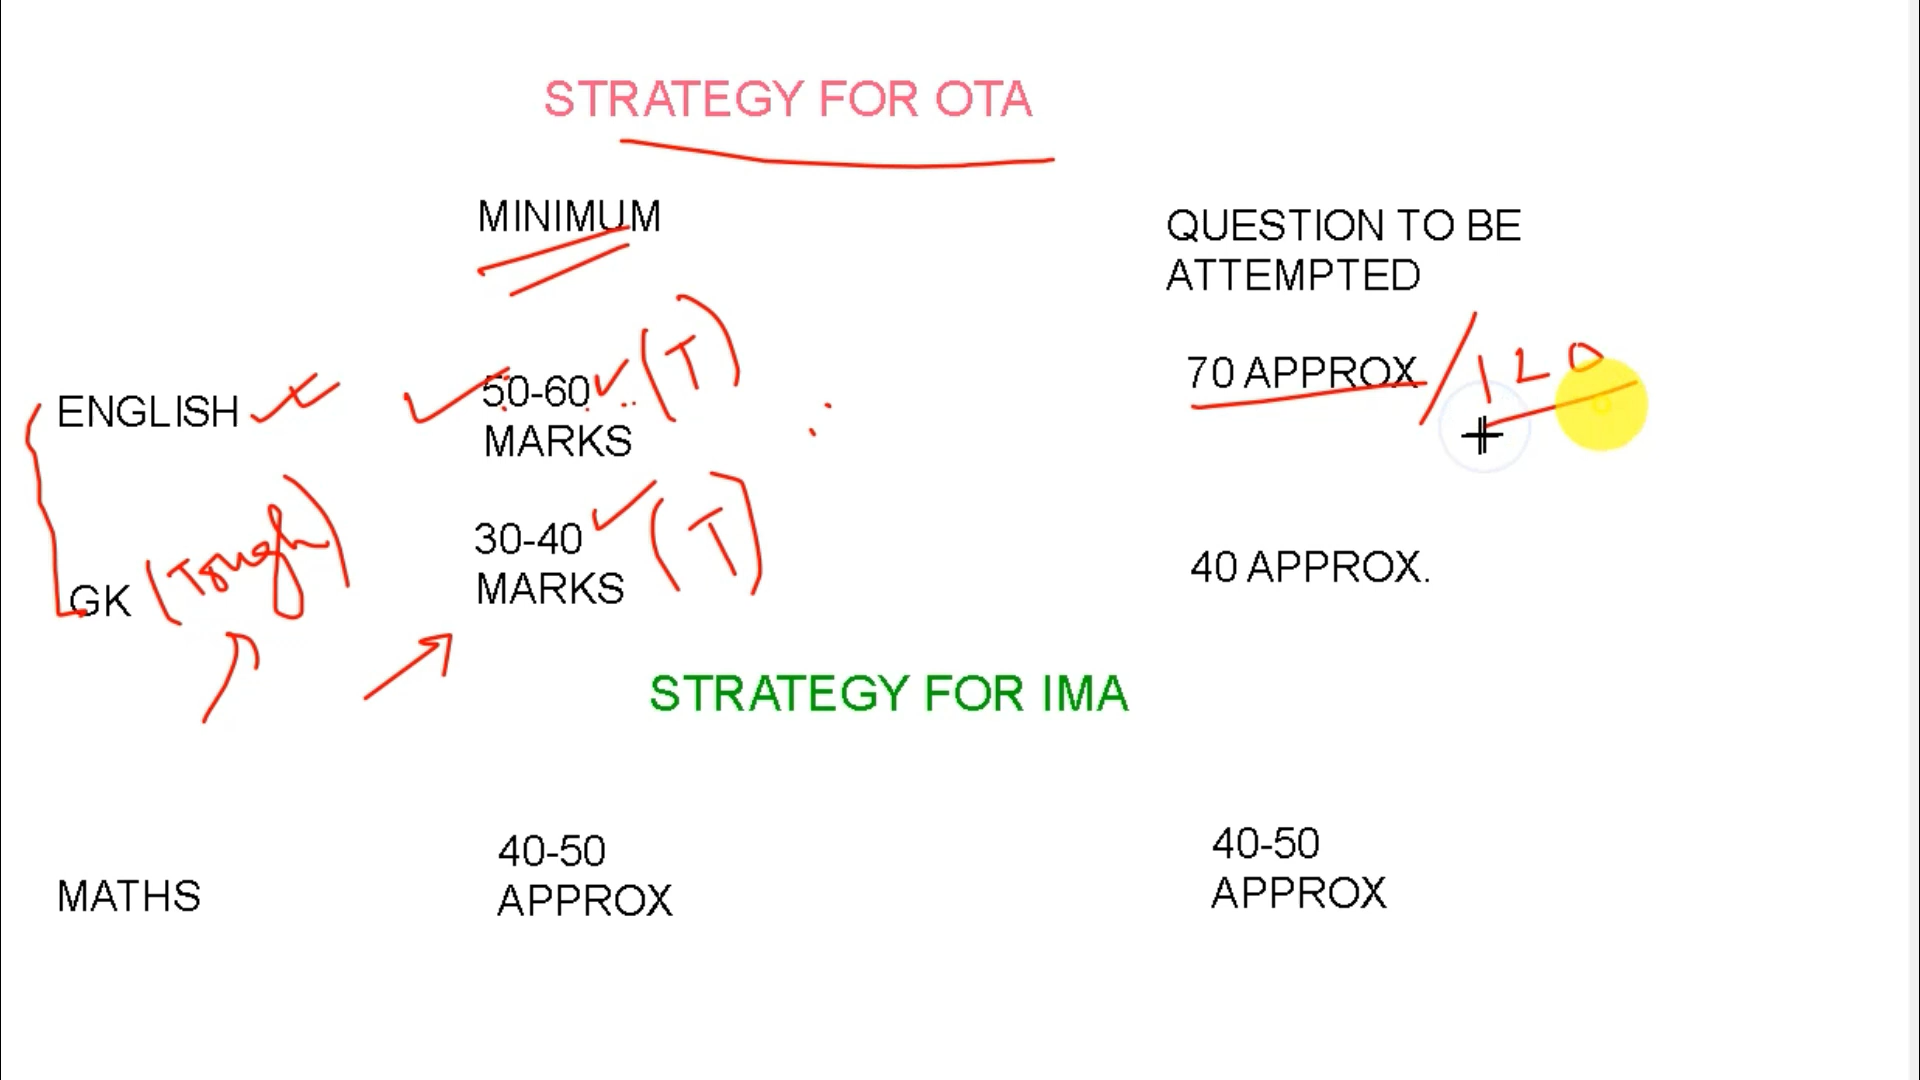 STRATEGY FOR OTA
MINIMUM
QUESTION TO BE
ATTEMPTED
ENGLISH
50-60 (T)
MARKS
70 APPROX /120
GK (Tough)
30-40 (T)
MARKS
40 APPROX.
STRATEGY FOR IMA
MATHS
40-50
APPROX
40-50
APPROX